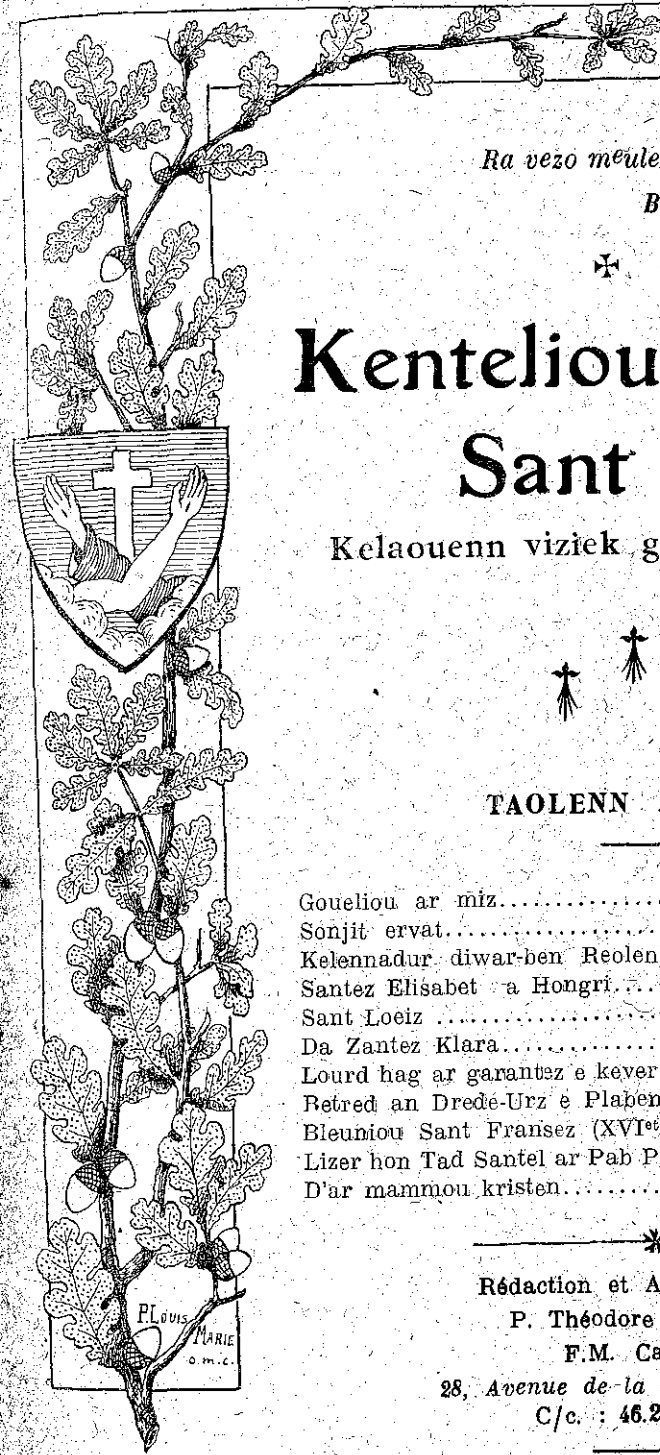 Ra vezo meule
B
Kenteliou
Sant
Kelaouenn viziek g
TAOLENN
Goueliou ar miz
Sonjit ervat
Kelennadur diwar-ben Reolen
Santez Elisabet a Hongri
Sant Loeiz
Da Zantez Klara
Lourd hag ar garantez e kever
Retred an Drede-Urz e Plaben
Bleuniou Sant Fransez (XVIet
Lizer hon Tad Santel ar Pab P
D'ar mammou kristen
Rédaction et A
P. Théodore
F.M. Ca
28, Avenue de la
C/c. : 46.2
P. LOUIS
MARIE
o.m.c.